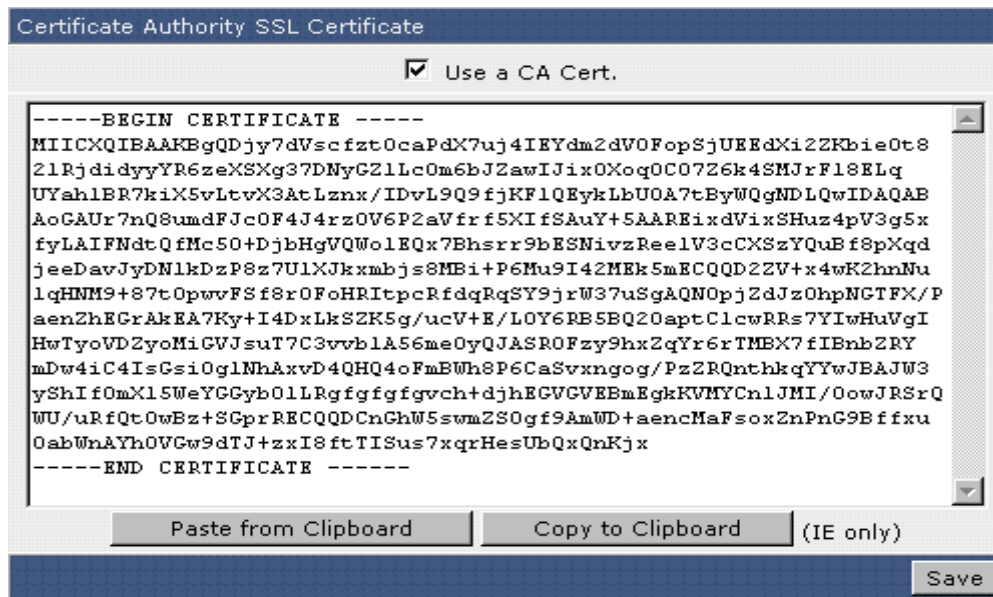 Certificate Authority SSL Certificate
Use a CA Cert.
-----BEGIN CERTIFICATE -----
MIICXQIBAAKBgQDjy7dVscfzt0caPdX7uj4IEYdm2dV0FopSjUEEdXi2ZKbie0t8
2lRjdidyyYR6zeXSXg37DNyGZlLc0m6bJZawIJix0Xoq0C07Z6k4SMJrF18ELq
UYahlBR7kiX5vLtvX3AtLznx/IDvL9Q9fjKFlQEykLbU0A7tByWQgNDLQwIDAQAB
AoGAUr7nQ8umdFJc0F4J4rz0V6P2aVfrf5XIfSAuY+5AAREixdVixSHuz4pV3g5x
fyLAIFNdtQfMc50+DjbHgVQWolEQx7Bhsrr9bESNivzReelV3cCXSzYQuBf8pXqd
jeeDavJyDNlkDzP8z7UlXJkxmbjs8MBi+P6Mu9I42MEk5mECQQD2ZV+x4wK2hnNu
lqHNM9+87t0pwvFSf8r0FoHRItpcRfdqRqSY9jrW37uSgAQN0pjZdJz0hpNGTFX/P
aenZhEGrAkEA7Ky+I4DxLkSZK5g/ucV+E/L0Y6RB5BQ20aptClcwRRs7YIwHuVgI
HwTyoVDZyoMiGVJsuT7C3vvblA56me0yQJASR0Fzy9hxZqYr6rTMBX7fIBnbZRY
mDw4iC4IsGsi0glNhAxvD4QHQ4oFmBWh8P6CaSvxngog/PzZRQnthkqYYwJBAJW3
yShIf0mXl5WeYGGyb0lLRgfgfgfgvch+djhEGVGVEBmEgkKVMYCnlJMI/0owJRSrQ
WU/uRfQt0wBz+SGprRECQQDCnGhW5swmZS0gf9AmWD+aencMaFsoxZnPnG9Bffxu
0abWnAYh0VGw9dTJ+zxI8ftTISus7xqrHesUbQxQnKjx
-----END CERTIFICATE ------
Paste from Clipboard
Copy to Clipboard
(IE only)
Save